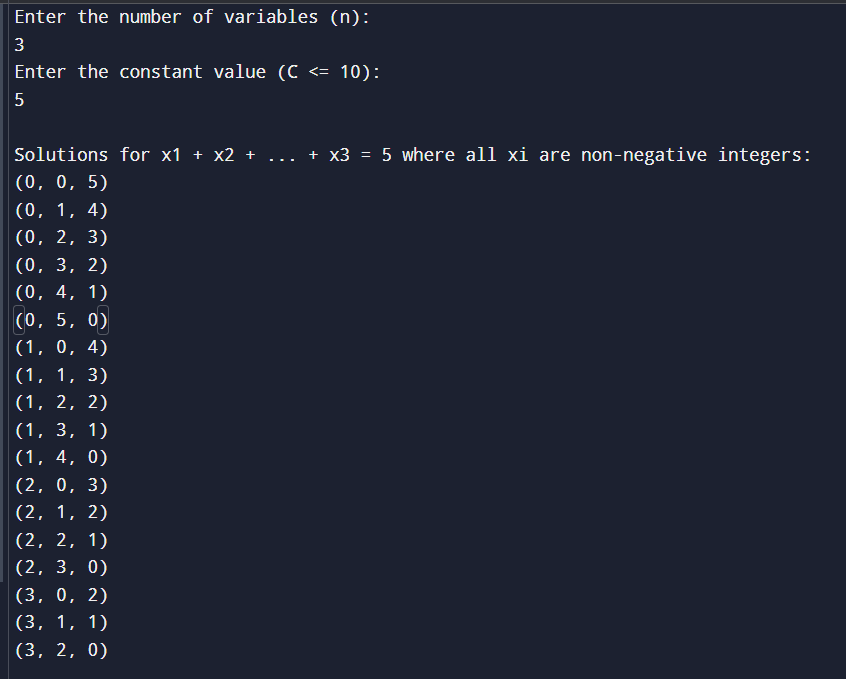 Enter the number of variables (n):
3
Enter the constant value (C <= 10):
5
Solutions for x1 + x2 + ... + x3 = 5 where all xi are non-negative integers:
(0, 0, 5)
(0, 1, 4)
(0, 2, 3)
(0, 3, 2)
(0, 4, 1)
(0, 5, 0)
(1, 0, 4)
(1, 1, 3)
(1, 2, 2)
(1, 3, 1)
(1, 4, 0)
(2, 0, 3)
(2, 1, 2)
(2, 2, 1)
(2, 3, 0)
(3, 0, 2)
(3, 1, 1)
(3, 2, 0)